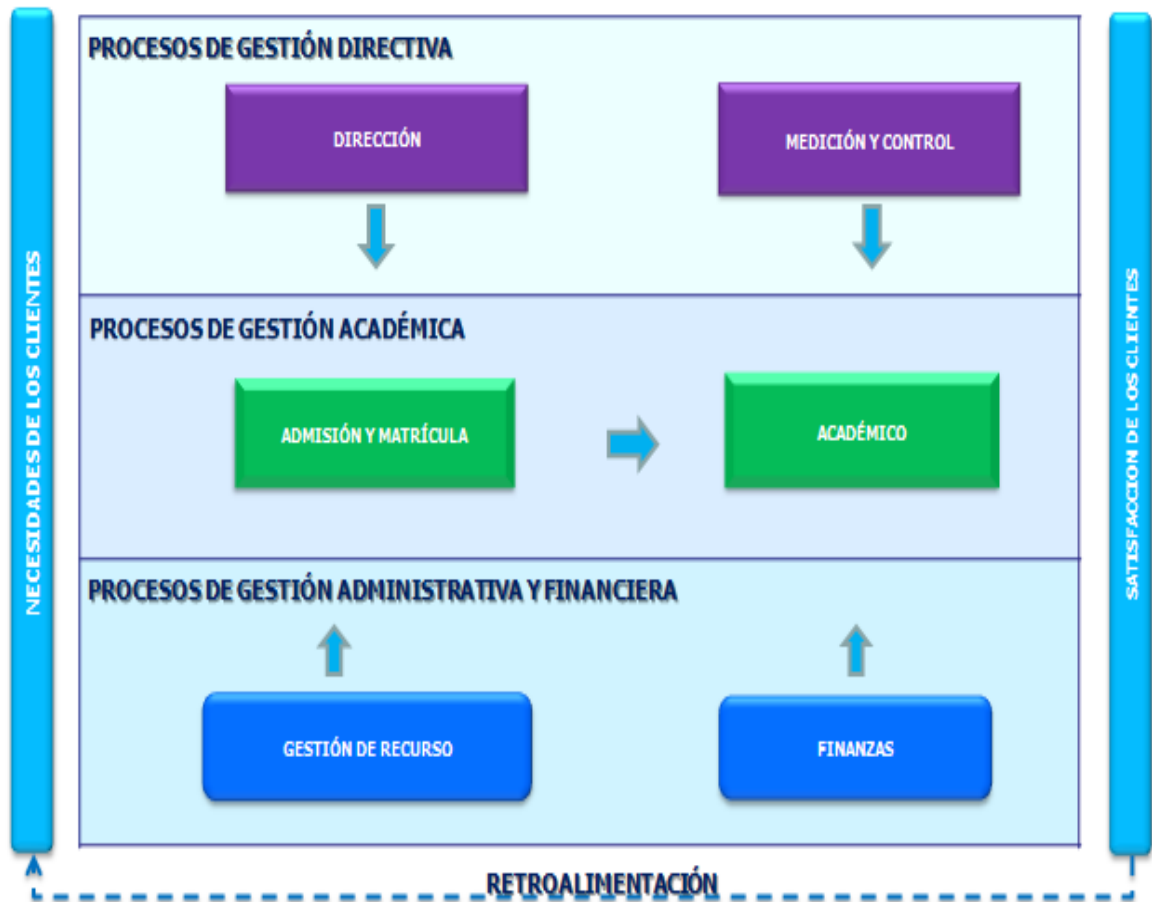 NECESIDADES DE LOS CLIENTES
PROCESOS DE GESTIÓN DIRECTIVA
DIRECCIÓN
MEDICIÓN Y CONTROL
PROCESOS DE GESTIÓN ACADÉMICA
ADMISIÓN Y MATRÍCULA
ACADÉMICO
PROCESOS DE GESTIÓN ADMINISTRATIVA Y FINANCIERA
GESTIÓN DE RECURSO
FINANZAS
SATISFACCION DE LOS CLIENTES
RETROALIMENTACIÓN